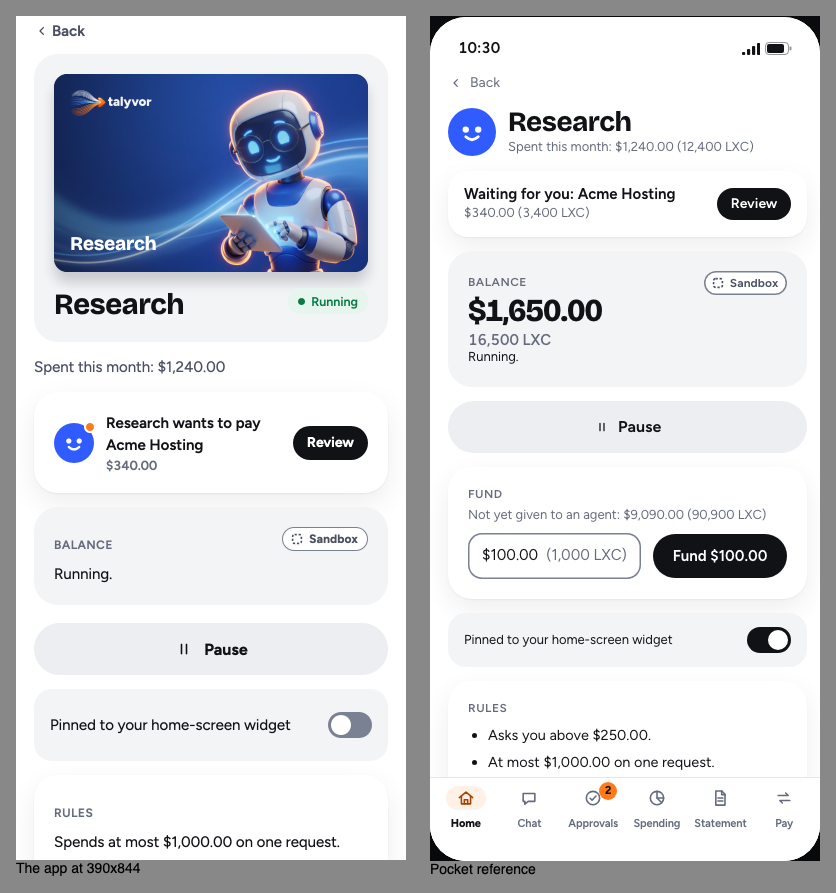 Back
talyvor
Research
Research
Running
Spent this month: $1,240.00
Research wants to pay
Acme Hosting
$340.00
Review
BALANCE
Sandbox
Running.
Pause
Pinned to your home-screen widget
RULES
Spends at most $1,000.00 on one request.
The app at 390x844
10:30
Back
Research
Spent this month: $1,240.00 (12,400 LXC)
Waiting for you: Acme Hosting
$340.00 (3,400 LXC)
Review
BALANCE
Sandbox
$1,650.00
16,500 LXC
Running.
Pause
FUND
Not yet given to an agent: $9,090.00 (90,900 LXC)
$100.00 (1,000 LXC)
Fund $100.00
Pinned to your home-screen widget
RULES
• Asks you above $250.00.
• At most $1,000.00 on one request.
2
Home Chat Approvals Spending Statement Pay
Pocket reference